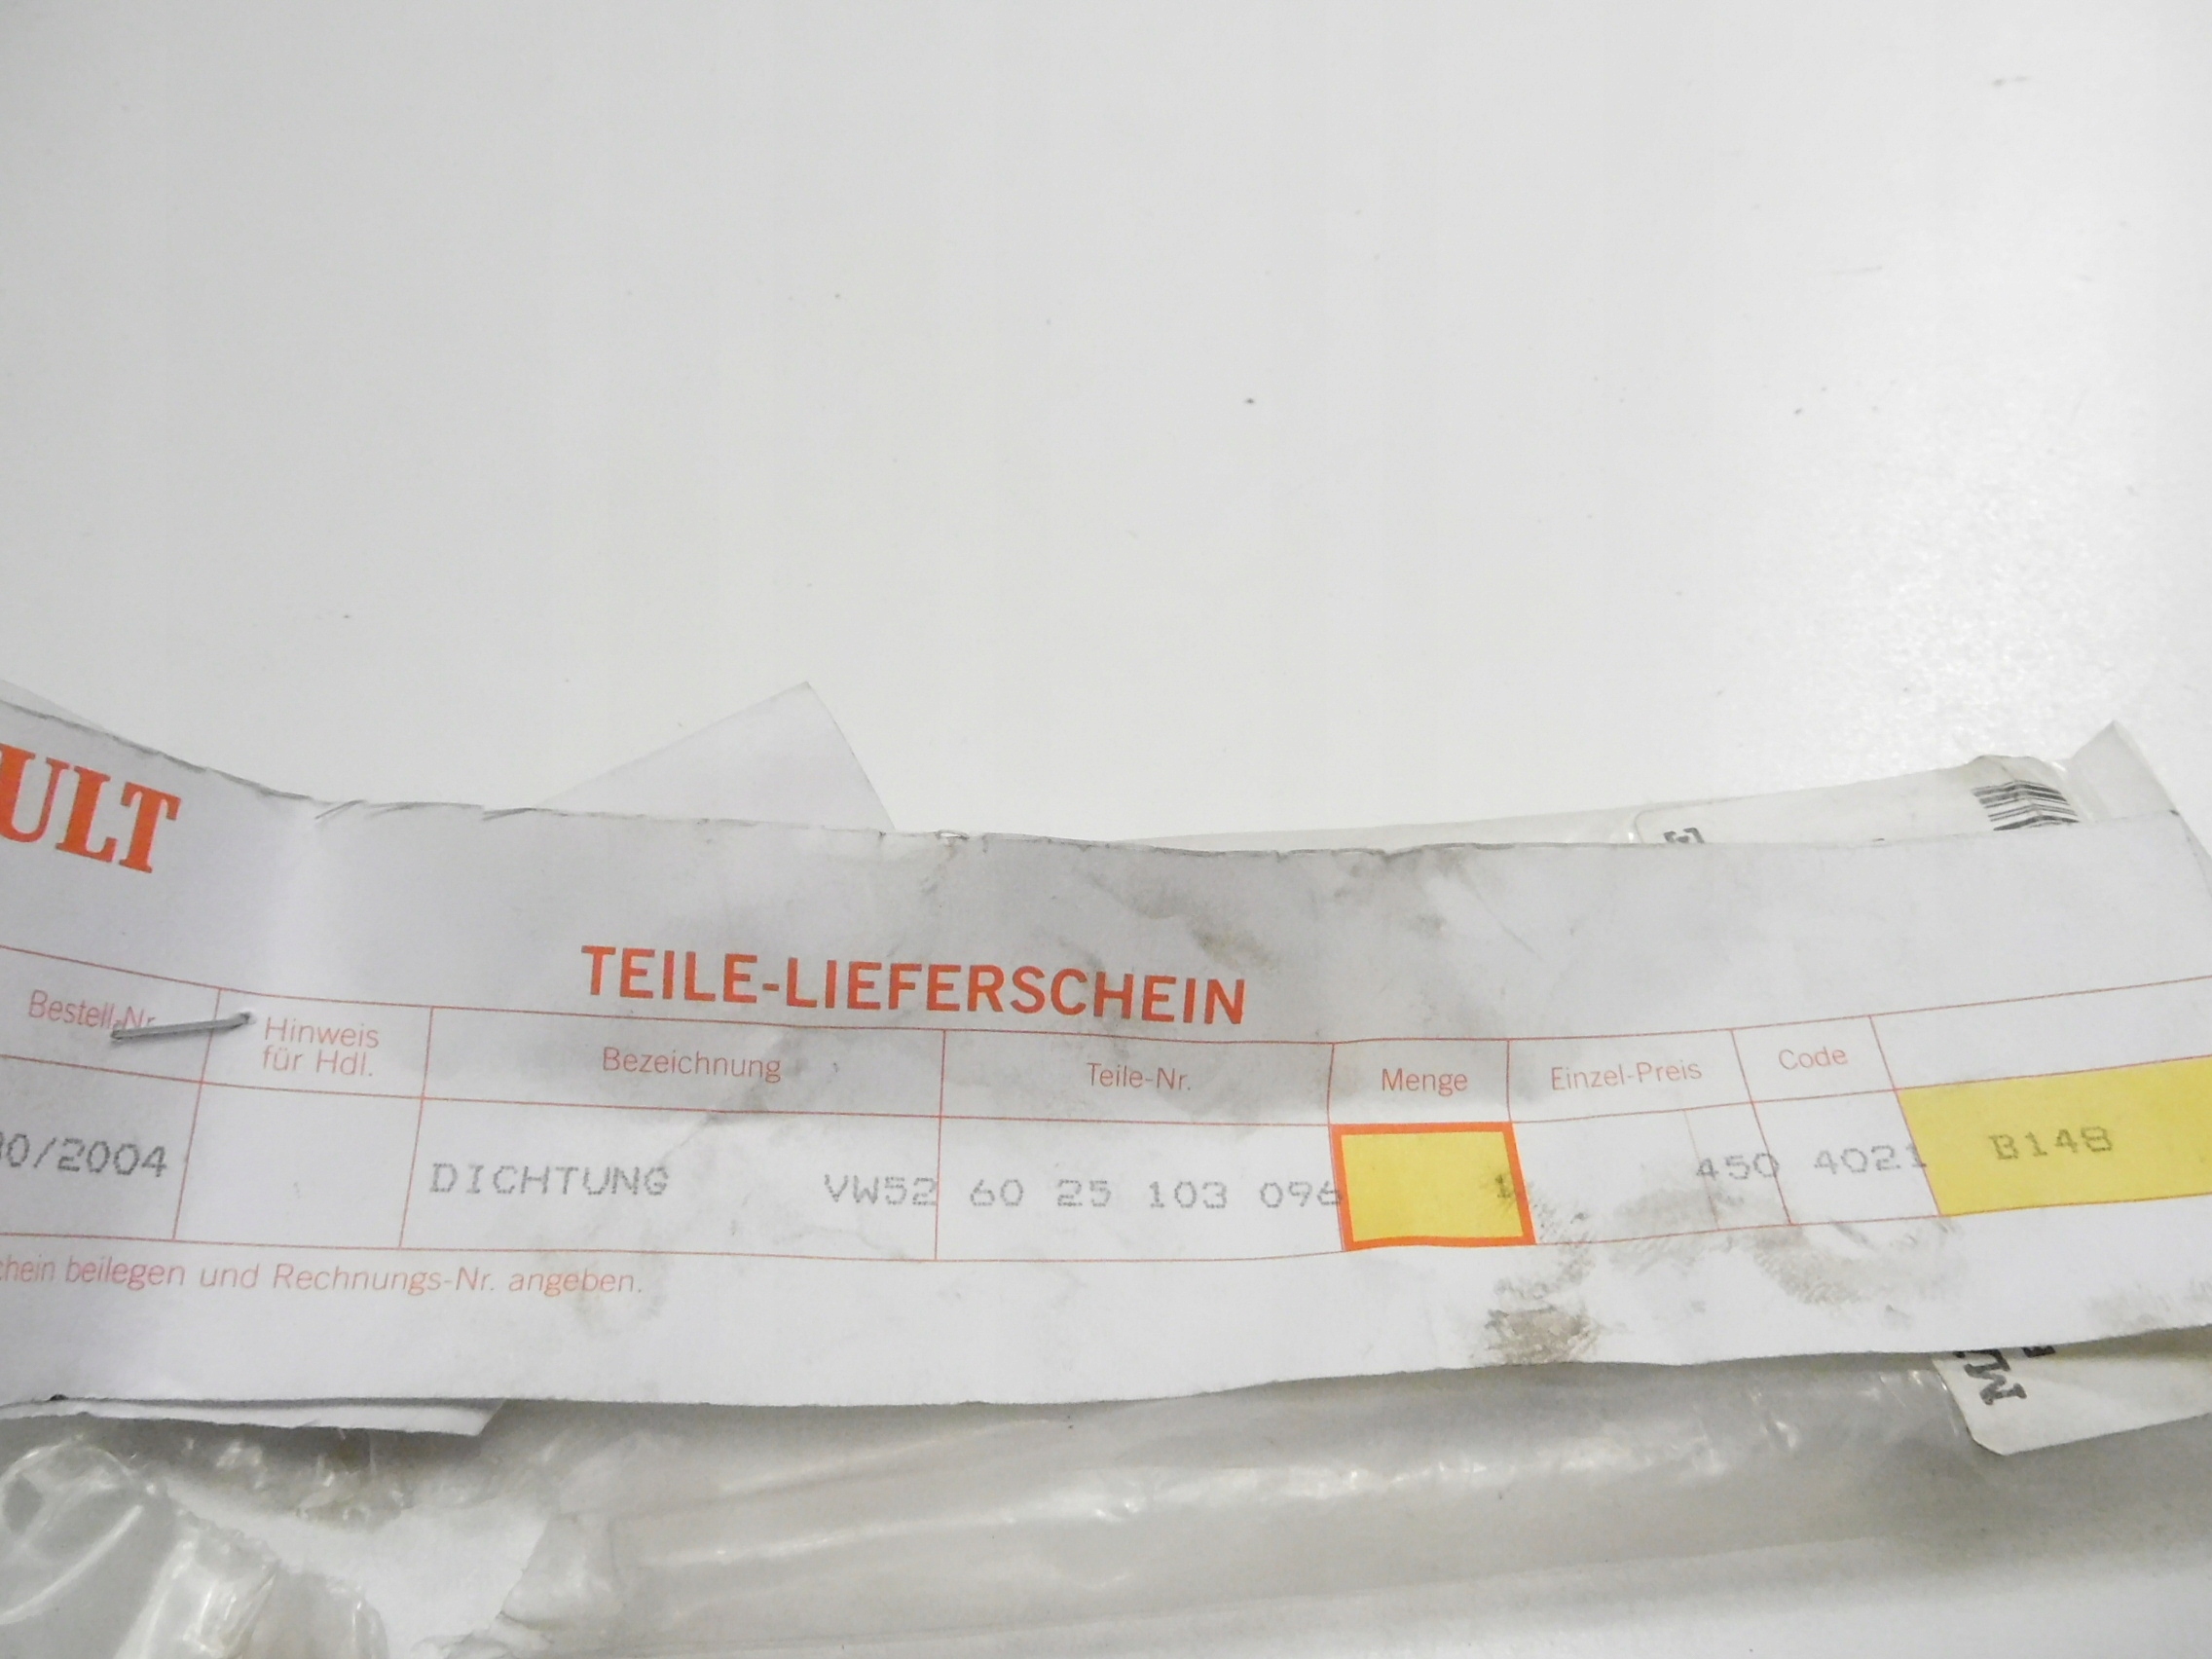 ULT
TEILE-LIEFERSCHEIN
Bestell-Nr. Hinweis für Hdl. Bezeichnung Teile-Nr. Menge Einzel-Preis Code
0/2004 DICHTUNG VW52 60 25 103 096 1 450 4021 B148
chein beilegen und Rechnungs-Nr. angeben.